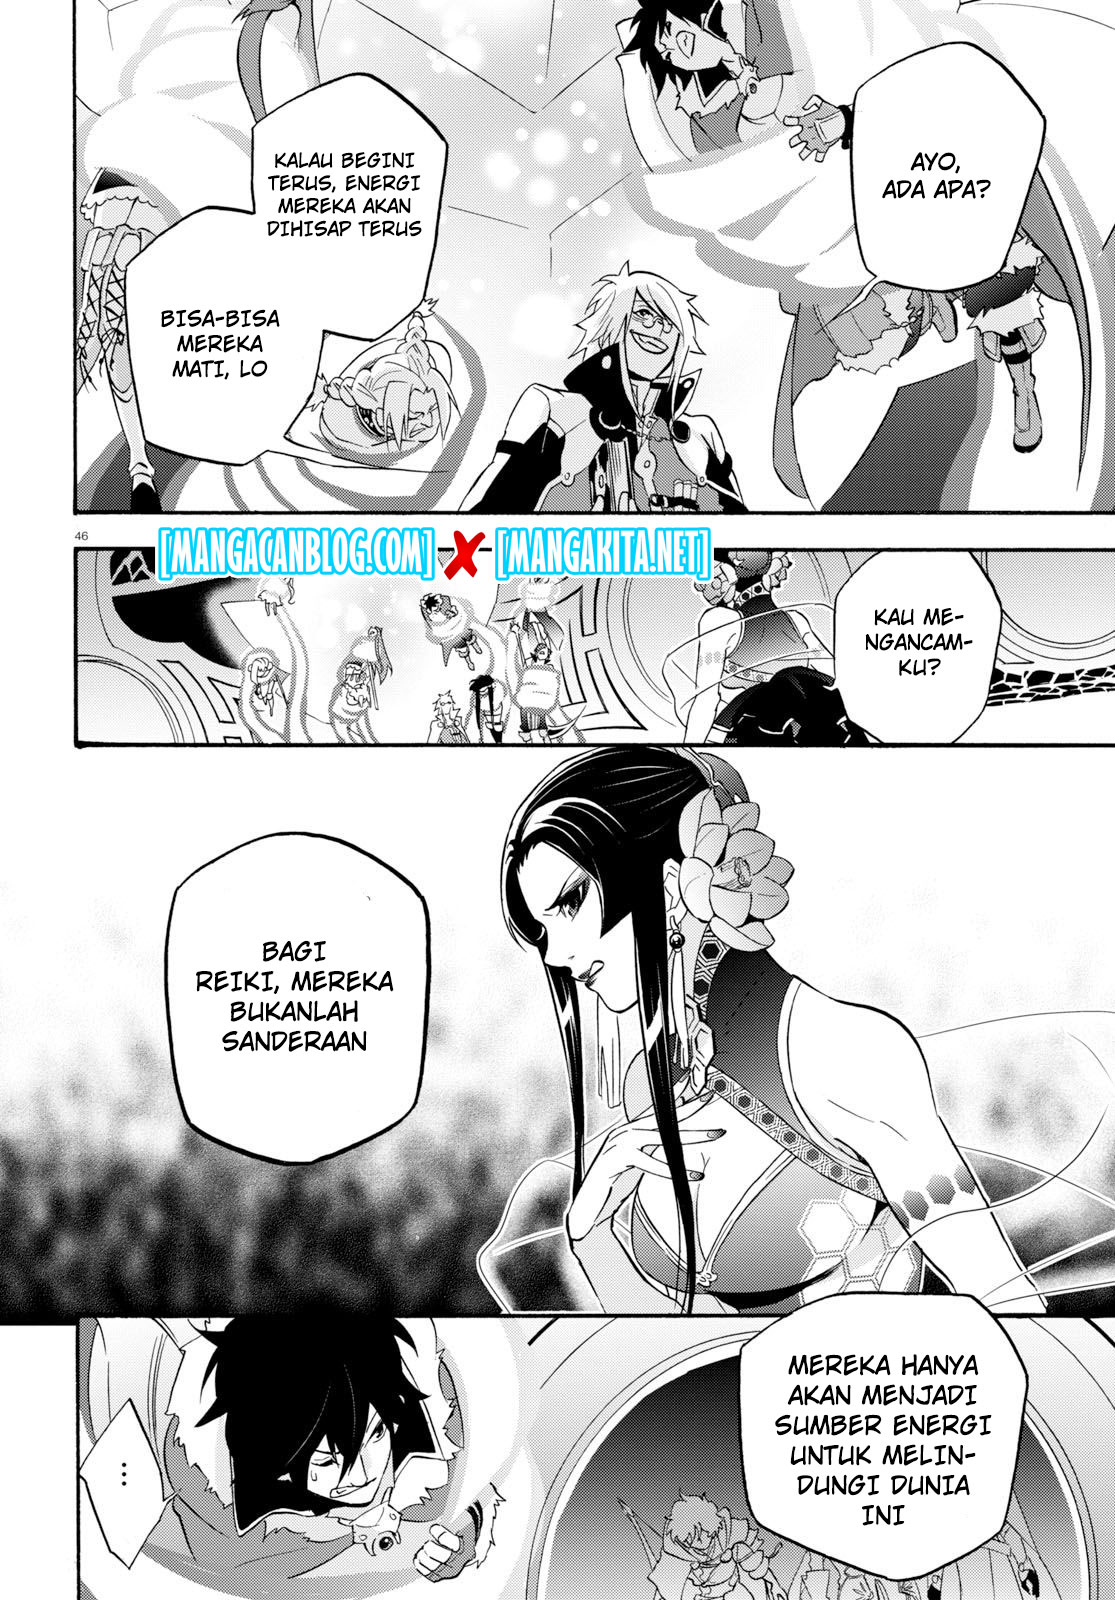 AYO,
ADA APA?
KALAU BEGINI
TERUS, ENERGI
MEREKA AKAN
DIHISAP TERUS
BISA-BISA
MEREKA
MATI, LO
46
[MANGACANBLOG.COM] X [MANGAKITA.NET]
KAU ME-
NGANCAM-
KU?
BAGI
REIKI, MEREKA
BUKANLAH
SANDERAAN
MEREKA HANYA
AKAN MENJADI
SUMBER ENERGI
UNTUK MELIN-
DUNGI DUNIA
INI
...